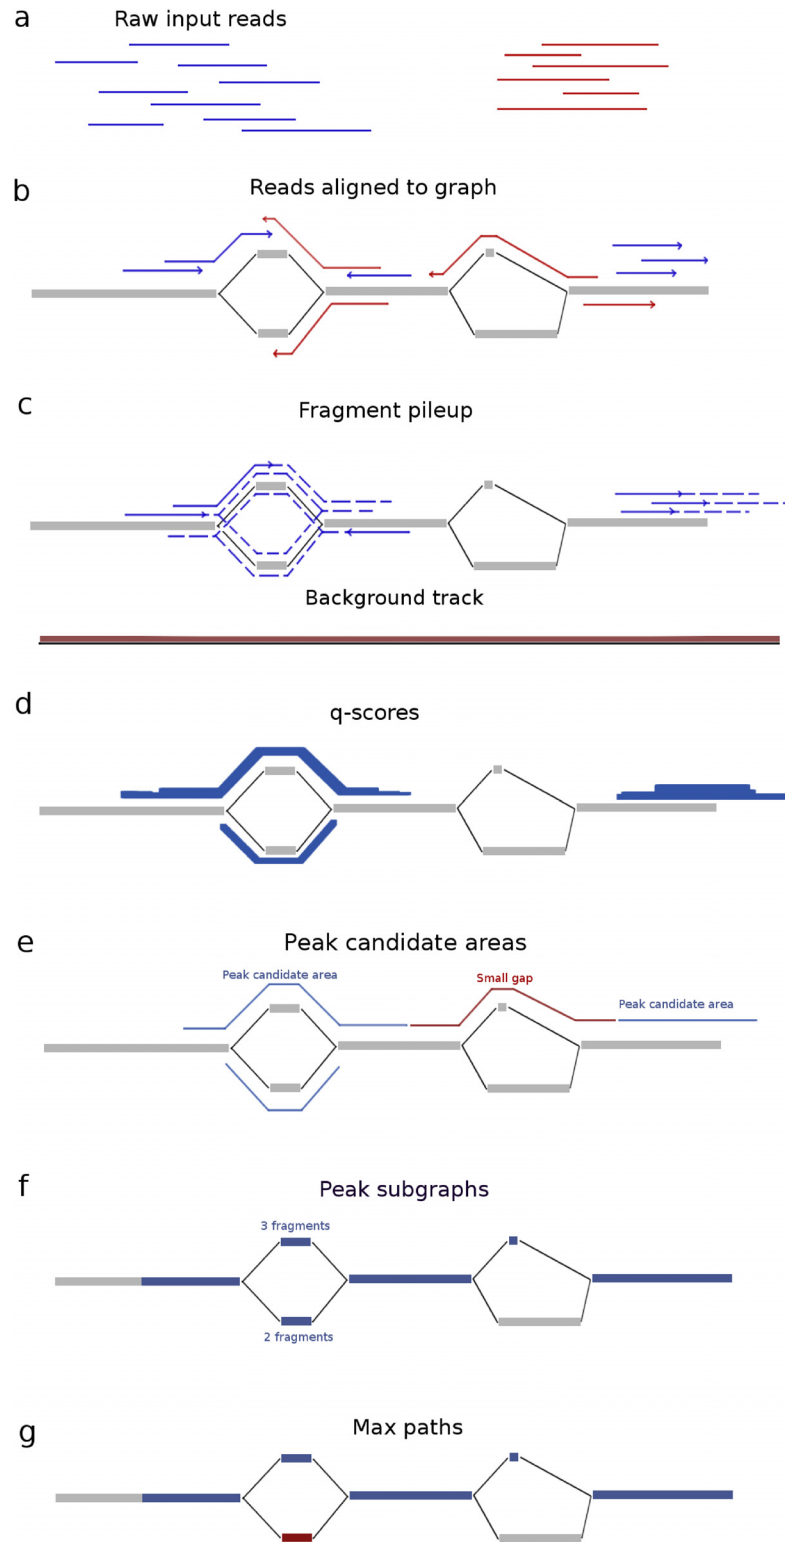 a
Raw input reads
b
Reads aligned to graph
c
Fragment pileup
Background track
d
q-scores
e
Peak candidate areas
Peak candidate area
Small gap
Peak candidate area
f
Peak subgraphs
3 fragments
2 fragments
g
Max paths